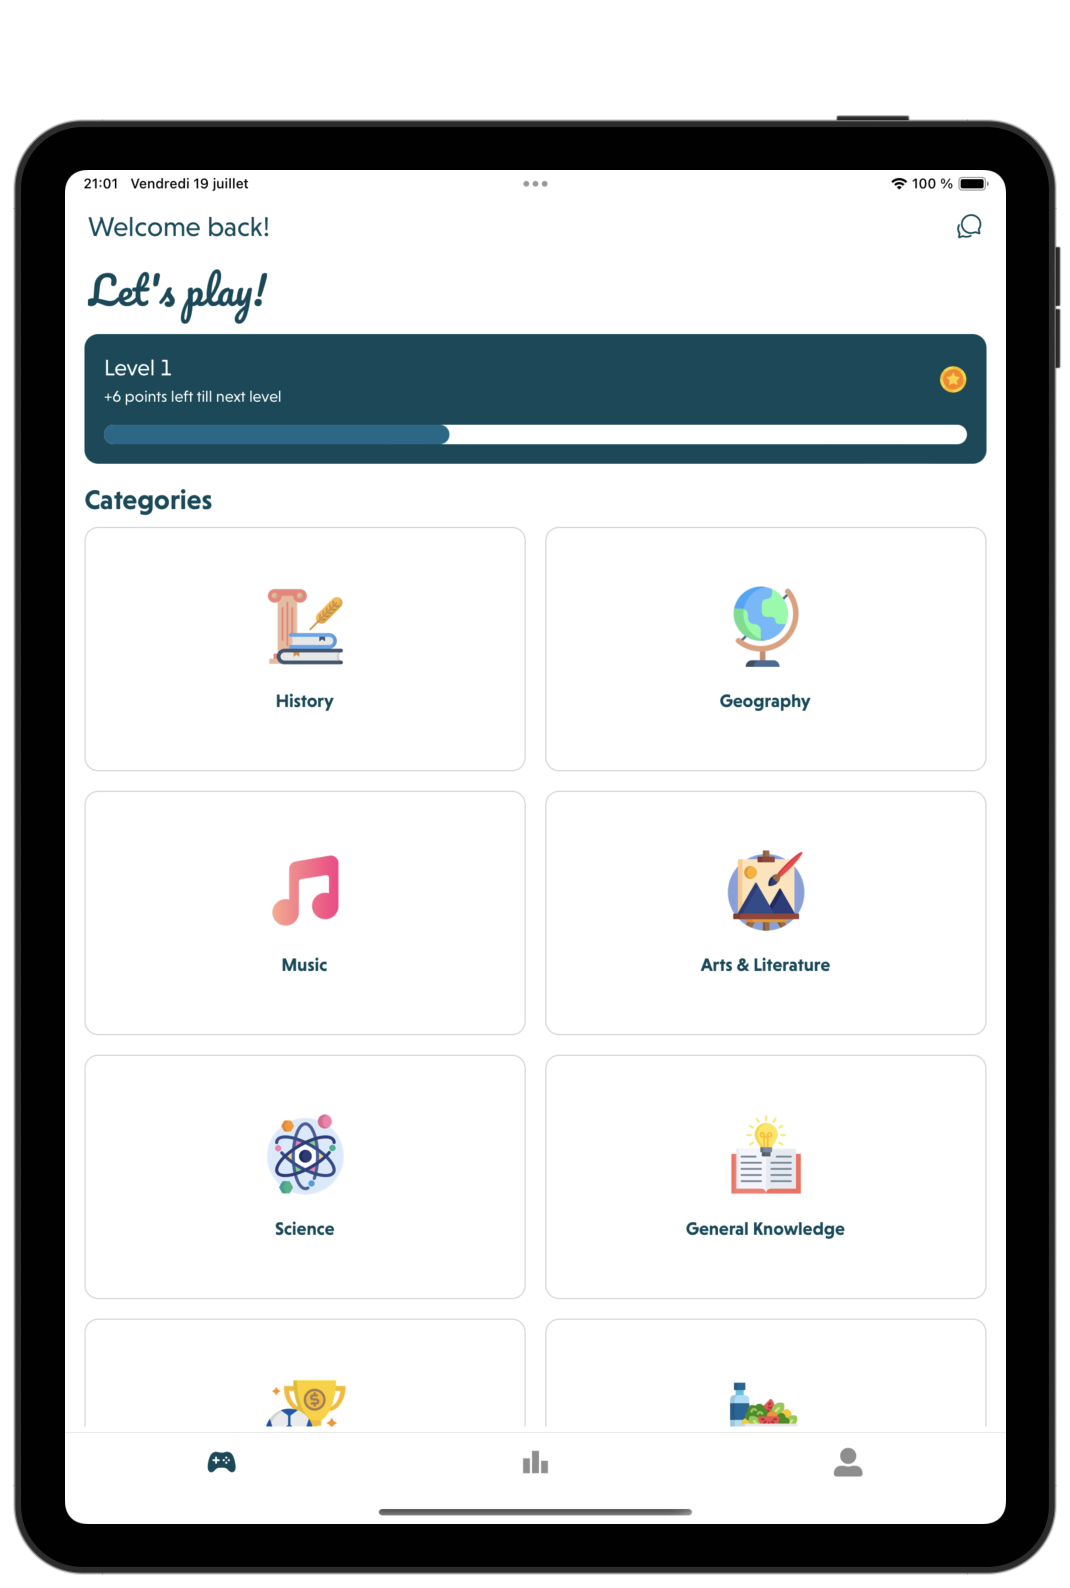 21:01 Vendredi 19 juillet
100 %
Welcome back!
Let's play!
Level 1
+6 points left till next level
Categories
History
Geography
Music
Arts & Literature
Science
General Knowledge
$